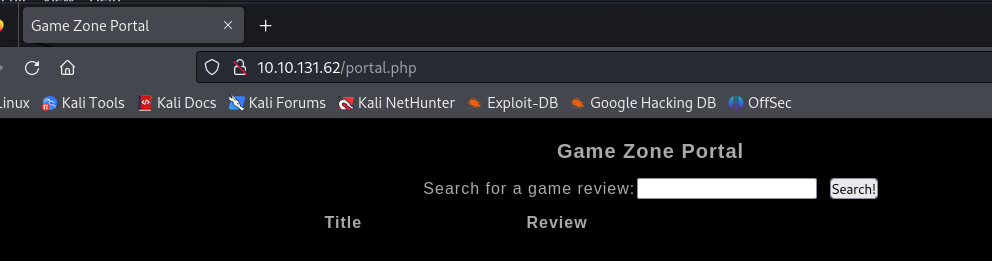 Game Zone Portal
10.10.131.62/portal.php
Linux Kali Tools Kali Docs Kali Forums Kali NetHunter Exploit-DB Google Hacking DB OffSec
Game Zone Portal
Search for a game review: Search!
Title Review